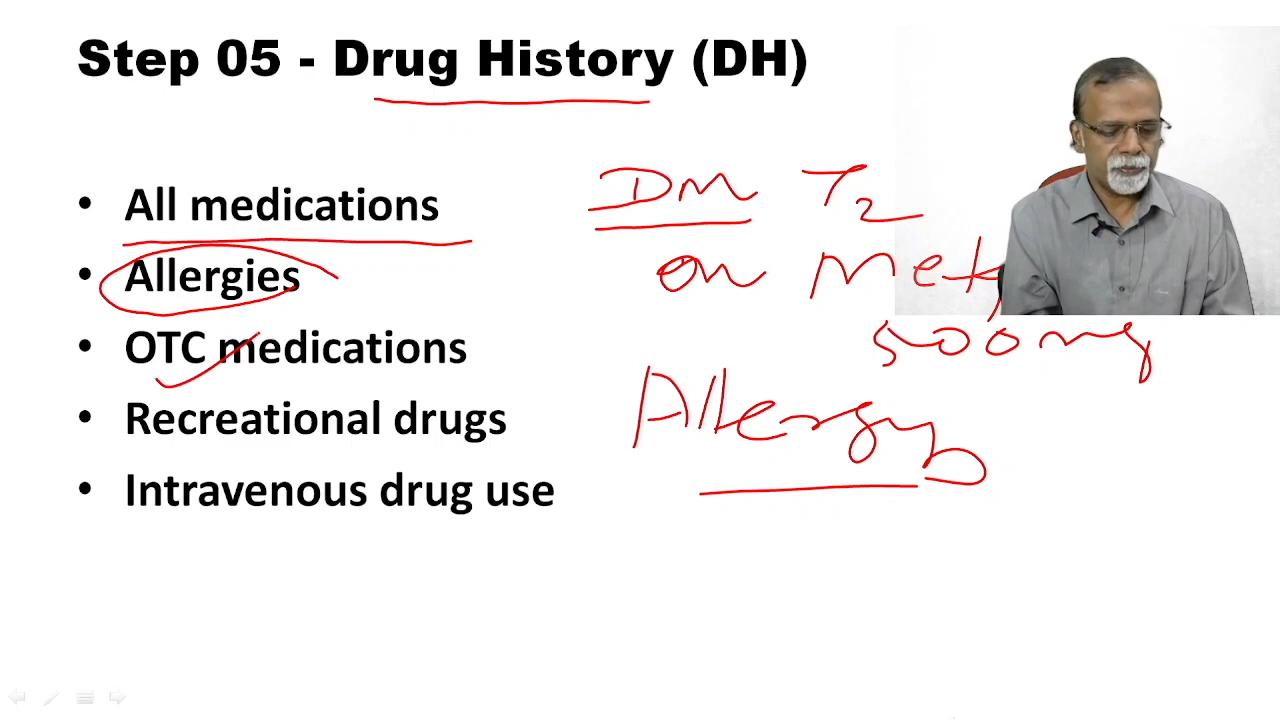 Step 05 - Drug History (DH)
• All medications
• Allergies
• OTC medications
• Recreational drugs
• Intravenous drug use
DM T2
on Met
500mg
Allergy